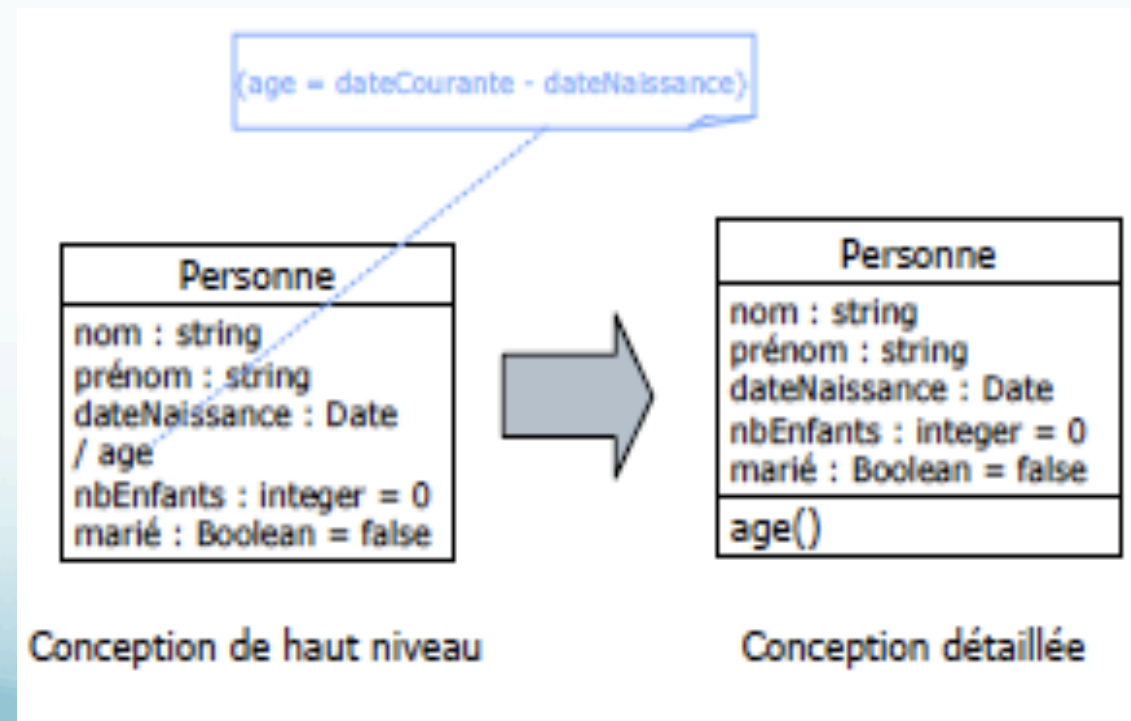 {age = dateCourante - dateNaissance}
Personne
nom : string
prénom : string
dateNaissance : Date
/ age
nbEnfants : integer = 0
marié : Boolean = false
Personne
nom : string
prénom : string
dateNaissance : Date
nbEnfants : integer = 0
marié : Boolean = false
age()
Conception de haut niveau
Conception détaillée